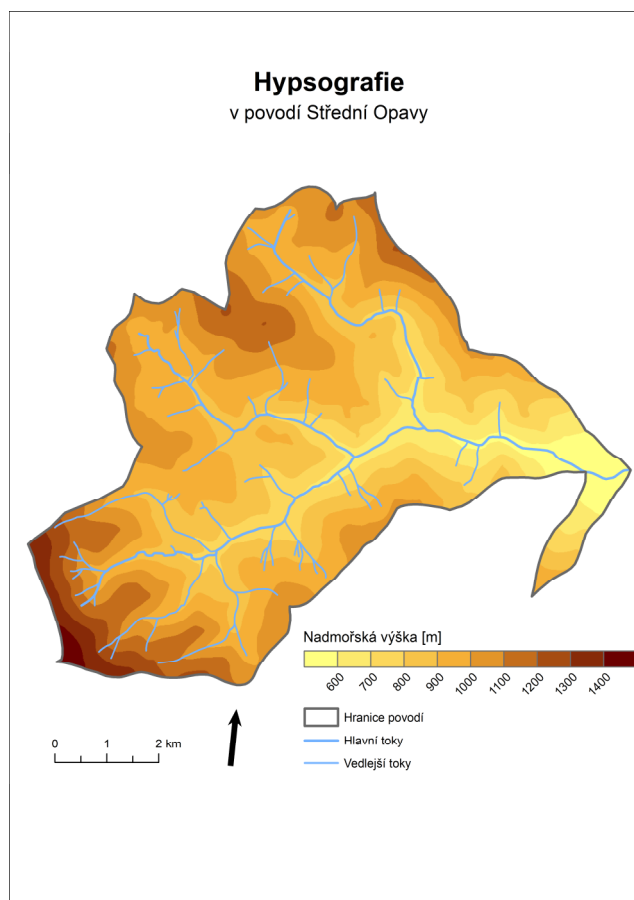 Hypsografie
v povodí Střední Opavy
Nadmořská výška [m]
600 700 800 900 1000 1100 1200 1300 1400
Hranice povodí
Hlavní toky
Vedlejší toky
0 1 2 km